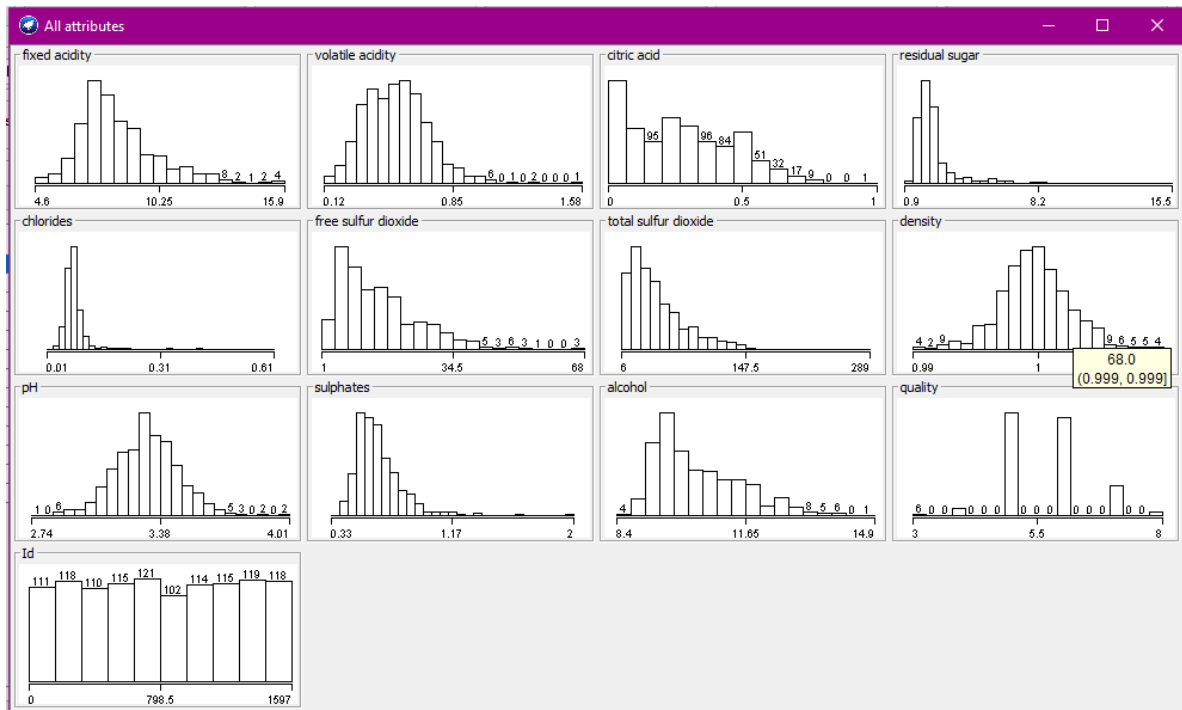 All attributes
fixed acidity
8 2 1 2 4
4.6 10.25 15.9
volatile acidity
6 0 1 0 2 0 0 0 1
0.12 0.85 1.58
citric acid
95 96 84 51 32 17 9 0 0 1
0 0.5 1
residual sugar
0.9 8.2 15.5
chlorides
0.01 0.31 0.61
free sulfur dioxide
5 3 6 3 1 0 0 3
1 34.5 68
total sulfur dioxide
6 147.5 289
density
4 2 9 9 6 5 5 4
0.99 1
68.0
(0.999, 0.999]
pH
1 0 6 5 3 0 2 0 2
2.74 3.38 4.01
sulphates
0.33 1.17 2
alcohol
4 8 5 6 0 1
8.4 11.65 14.9
quality
6 0 0 0 0 0 0 0 0 0 0 0 0
3 5.5 8
Id
111 118 110 115 121 102 114 115 119 118
0 798.5 1597